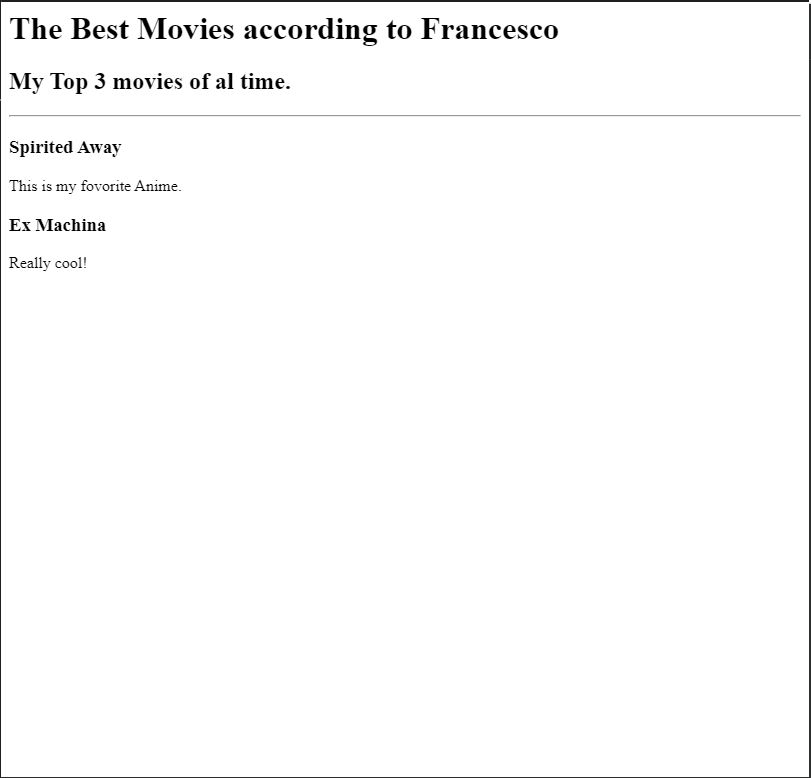 The Best Movies according to Francesco
My Top 3 movies of al time.
Spirited Away
This is my fovorite Anime.
Ex Machina
Really cool!